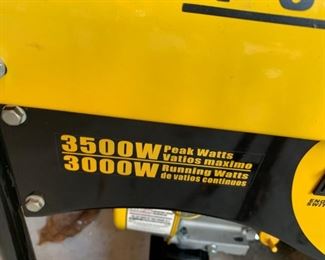 3500W Peak Watts
Vatios maximo
3000W Running Watts
de vatios continuos